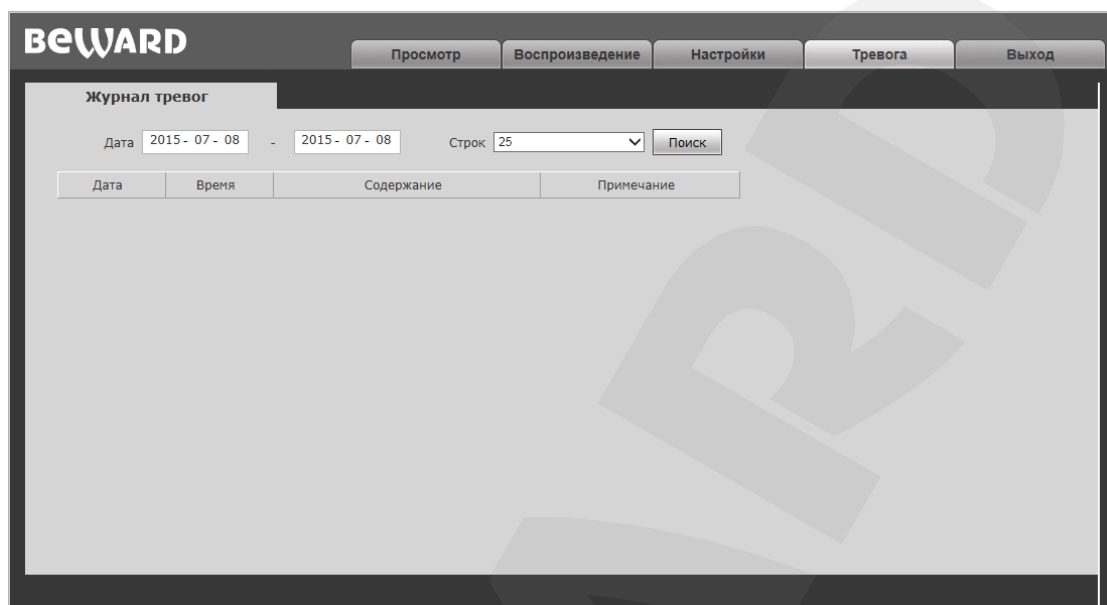 BEWARD
Просмотр Воспроизведение Настройки Тревога Выход
Журнал тревог
Дата 2015 - 07 - 08 - 2015 - 07 - 08 Строк 25 Поиск
Дата Время Содержание Примечание